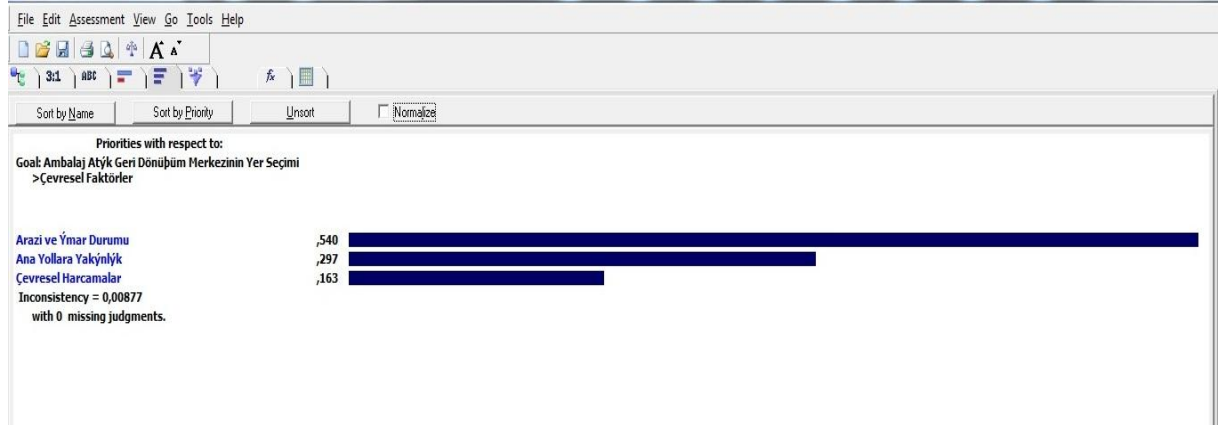 File Edit Assessment View Go Tools Help
A A
3:1 ABC fx
Sort by Name Sort by Priority Unsort Normalize
Priorities with respect to:
Goal: Ambalaj Atýk Geri Dönüþüm Merkezinin Yer Seçimi
>Çevresel Faktörler
Arazi ve Ýmar Durumu ,540
Ana Yollara Yakýnlýk ,297
Çevresel Harcamalar ,163
Inconsistency = 0,00877
with 0 missing judgments.